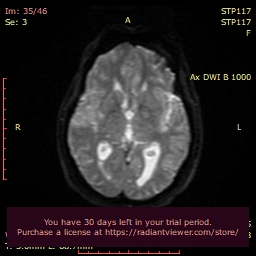 Im: 35/46
Se: 3
A
STP117
STP117
F
Ax DWI B 1000
R
L
You have 30 days left in your trial period.
Purchase a license at https://radiantviewer.com/store/